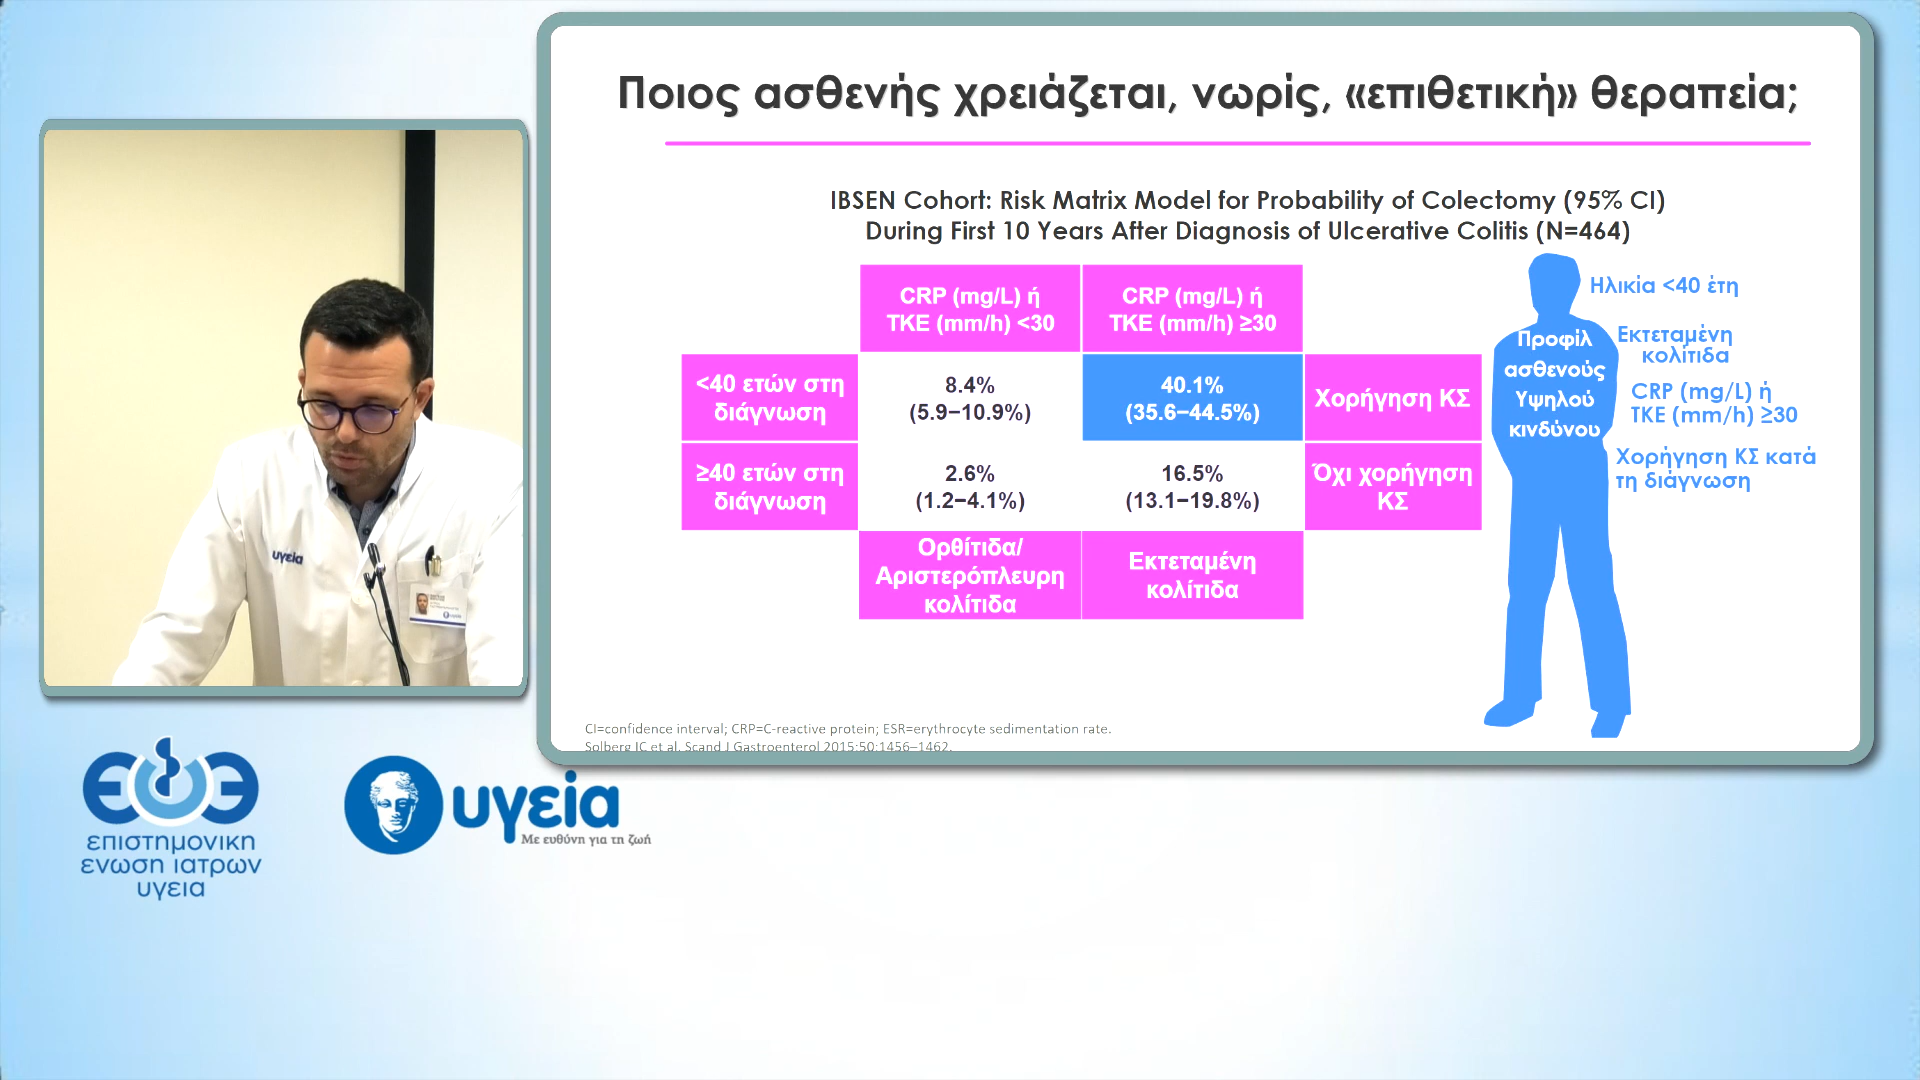 Ποιος ασθενής χρειάζεται, νωρίς, «επιθετική» θεραπεία;
IBSEN Cohort: Risk Matrix Model for Probability of Colectomy (95% CI)
During First 10 Years After Diagnosis of Ulcerative Colitis (N=464)
CRP (mg/L) ή
ΤΚΕ (mm/h) <30
CRP (mg/L) ή
ΤΚΕ (mm/h) ≥30
<40 ετών στη
διάγνωση
8.4%
(5.9–10.9%)
40.1%
(35.6–44.5%)
Χορήγηση ΚΣ
≥40 ετών στη
διάγνωση
2.6%
(1.2–4.1%)
16.5%
(13.1–19.8%)
Όχι χορήγηση
ΚΣ
Ορθίτιδα/
Αριστερόπλευρη
κολίτιδα
Εκτεταμένη
κολίτιδα
Προφίλ
ασθενούς
Υψηλού
κινδύνου
Ηλικία <40 έτη
Εκτεταμένη
κολίτιδα
CRP (mg/L) ή
ΤΚΕ (mm/h) ≥30
Χορήγηση ΚΣ κατά
τη διάγνωση
CI=confidence interval; CRP=C-reactive protein; ESR=erythrocyte sedimentation rate.
Solberg IC et al. Scand J Gastroenterol 2015;50:1456–1462.
υγεία
επιστημονικη
ενωση ιατρων
υγεια
υγεία
Με ευθύνη για τη ζωή